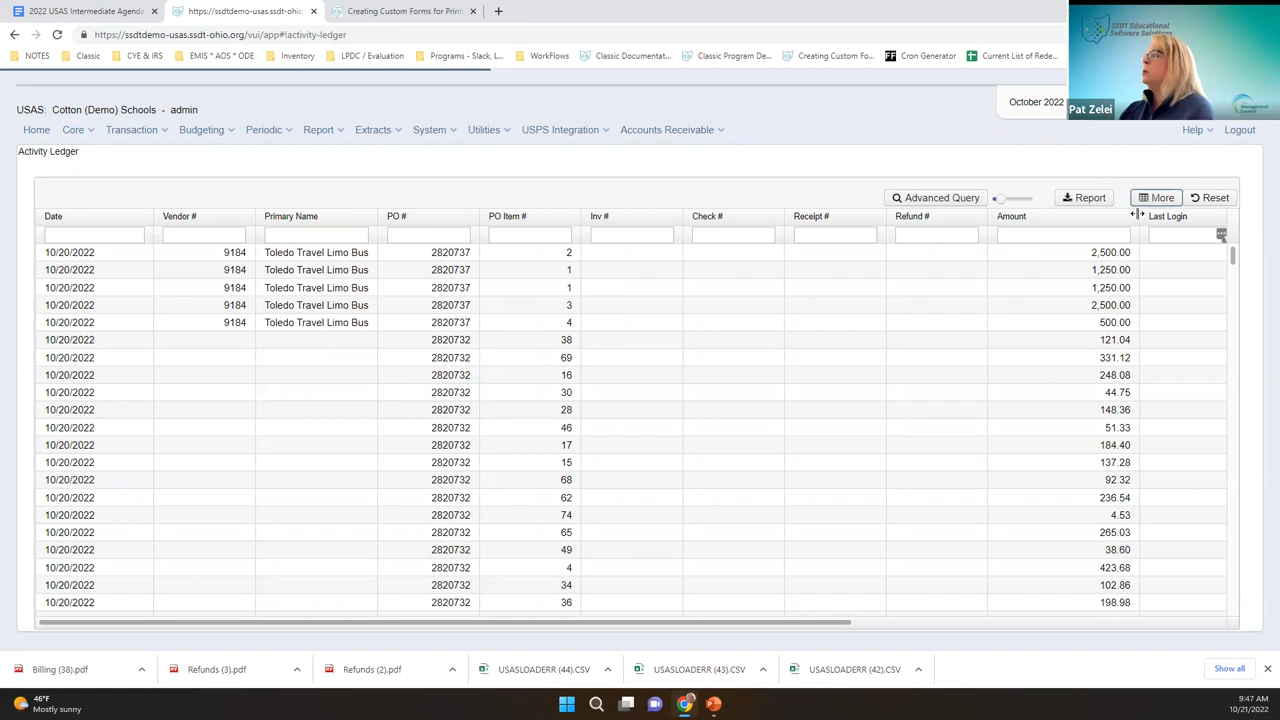 2022 USAS Intermediate Agenda
https://ssdtdemo-usas.ssdt-ohio
Creating Custom Forms for Print
https://ssdtdemo-usas.ssdt-ohio.org/vui/app#!activity-ledger
NOTES Classic CYE & IRS EMIS * AOS * ODE Inventory LPDC / Evaluation Programs - Slack, L... WorkFlows Classic Documentat... Classic Program De... Creating Custom Fo... Cron Generator Current List of Rede...
SSDT Educational
Software Solutions
Management
Council
Pat Zelei
October 2022
USAS: Cotton (Demo) Schools - admin
Home Core Transaction Budgeting Periodic Report Extracts System Utilities USPS Integration Accounts Receivable Help Logout
Activity Ledger
Advanced Query Report More Reset
Date Vendor # Primary Name PO # PO Item # Inv # Check # Receipt # Refund # Amount Last Login
10/20/2022 9184 Toledo Travel Limo Bus 2820737 2 2,500.00
10/20/2022 9184 Toledo Travel Limo Bus 2820737 1 1,250.00
10/20/2022 9184 Toledo Travel Limo Bus 2820737 1 1,250.00
10/20/2022 9184 Toledo Travel Limo Bus 2820737 3 2,500.00
10/20/2022 9184 Toledo Travel Limo Bus 2820737 4 500.00
10/20/2022 2820732 38 121.04
10/20/2022 2820732 69 331.12
10/20/2022 2820732 16 248.08
10/20/2022 2820732 30 44.75
10/20/2022 2820732 28 148.36
10/20/2022 2820732 46 51.33
10/20/2022 2820732 17 184.40
10/20/2022 2820732 15 137.28
10/20/2022 2820732 68 92.32
10/20/2022 2820732 62 236.54
10/20/2022 2820732 74 4.53
10/20/2022 2820732 65 265.03
10/20/2022 2820732 49 38.60
10/20/2022 2820732 4 423.68
10/20/2022 2820732 34 102.86
10/20/2022 2820732 36 198.98
Billing (38).pdf Refunds (3).pdf Refunds (2).pdf USASLOADERR (44).CSV USASLOADERR (43).CSV USASLOADERR (42).CSV Show all
46°F
Mostly sunny
9:47 AM
10/21/2022